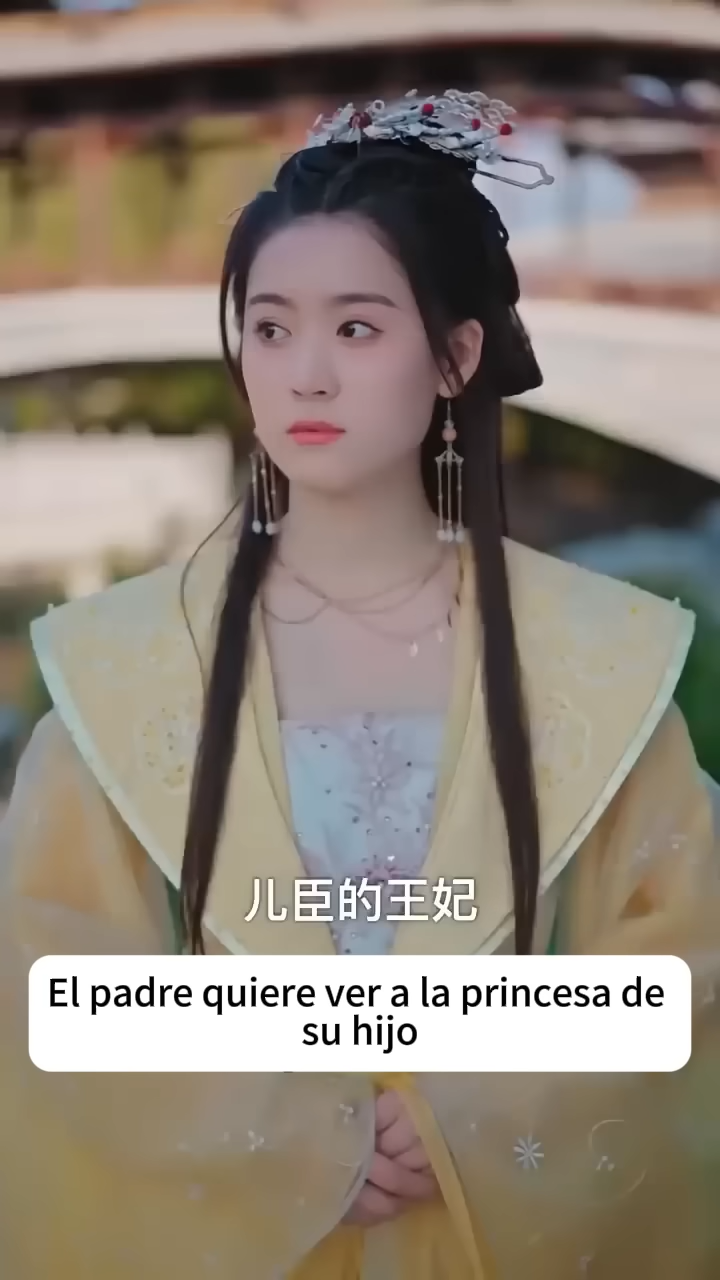 儿臣的王妃
El padre quiere ver a la princesa de
su hijo